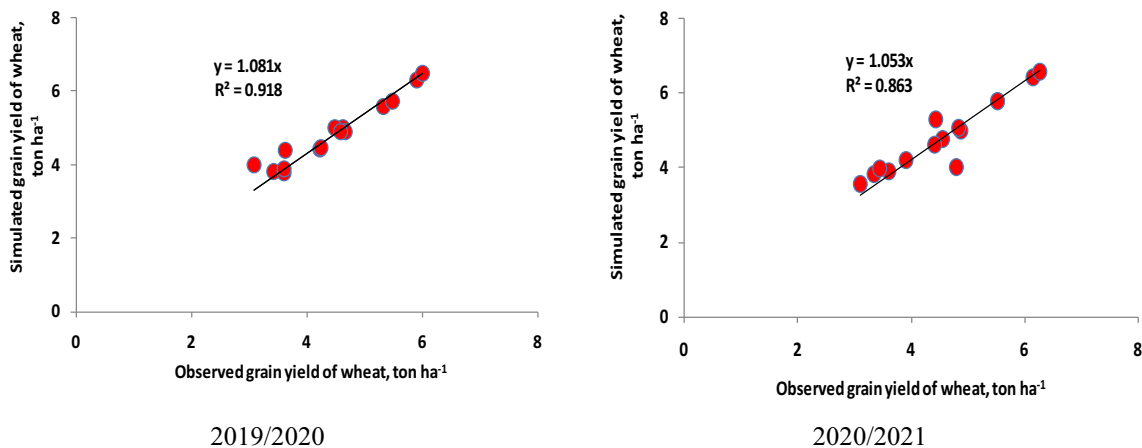 8
6
4
2
0
Simulated grain yield of wheat,
ton ha⁻¹
y = 1.081x
R² = 0.918
0 2 4 6 8
Observed grain yield of wheat, ton ha⁻¹
2019/2020
8
6
4
2
0
Simulated grain yield of wheat,
ton ha⁻¹
y = 1.053x
R² = 0.863
0 2 4 6 8
Observed grain yield of wheat, ton ha⁻¹
2020/2021